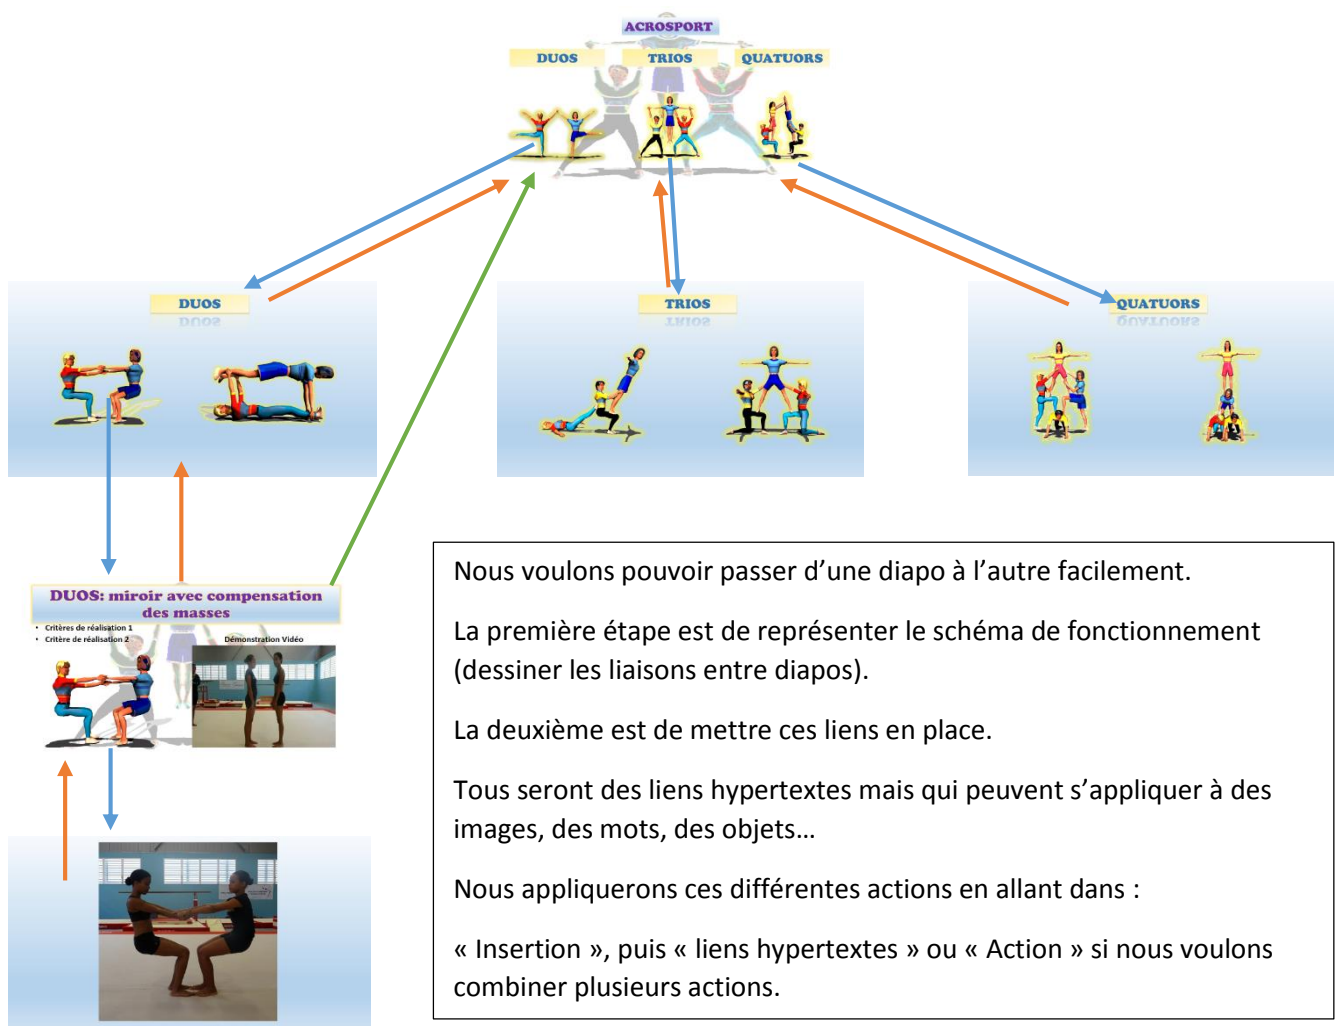 ACROSPORT
DUOS TRIOS QUATUORS
DUOS
TRIOS
QUATUORS
DUOS: miroir avec compensation
des masses
• Critères de réalisation 1
• Critère de réalisation 2
Démonstration Vidéo
Nous voulons pouvoir passer d’une diapo à l’autre facilement.
La première étape est de représenter le schéma de fonctionnement
(dessiner les liaisons entre diapos).
La deuxième est de mettre ces liens en place.
Tous seront des liens hypertextes mais qui peuvent s’appliquer à des
images, des mots, des objets…
Nous appliquerons ces différentes actions en allant dans :
« Insertion », puis « liens hypertextes » ou « Action » si nous voulons
combiner plusieurs actions.